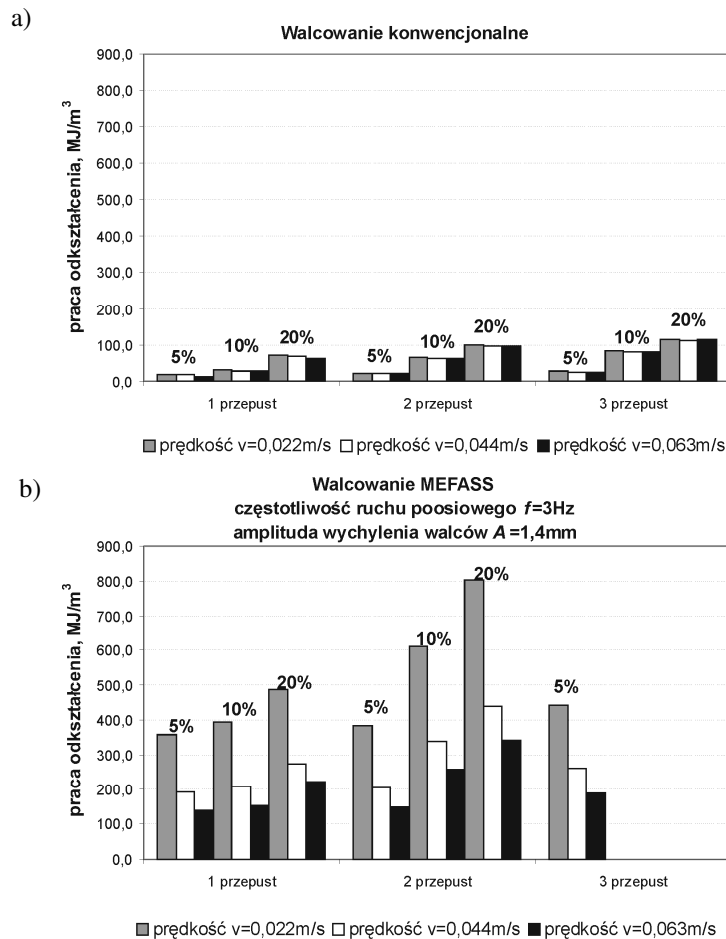 a)
Walcowanie konwencjonalne
900,0
800,0
700,0
600,0
500,0
400,0
300,0
200,0
100,0
0,0
praca odkształcenia, MJ/m³
5%
10%
20%
5%
10%
20%
5%
10%
20%
1 przepust
2 przepust
3 przepust
prędkość v=0,022m/s
prędkość v=0,044m/s
prędkość v=0,063m/s
b)
Walcowanie MEFASS
częstotliwość ruchu poosiowego f=3Hz
amplituda wychylenia walców A=1,4mm
900,0
800,0
700,0
600,0
500,0
400,0
300,0
200,0
100,0
0,0
praca odkształcenia, MJ/m³
5%
10%
20%
5%
10%
20%
5%
1 przepust
2 przepust
3 przepust
prędkość v=0,022m/s
prędkość v=0,044m/s
prędkość v=0,063m/s